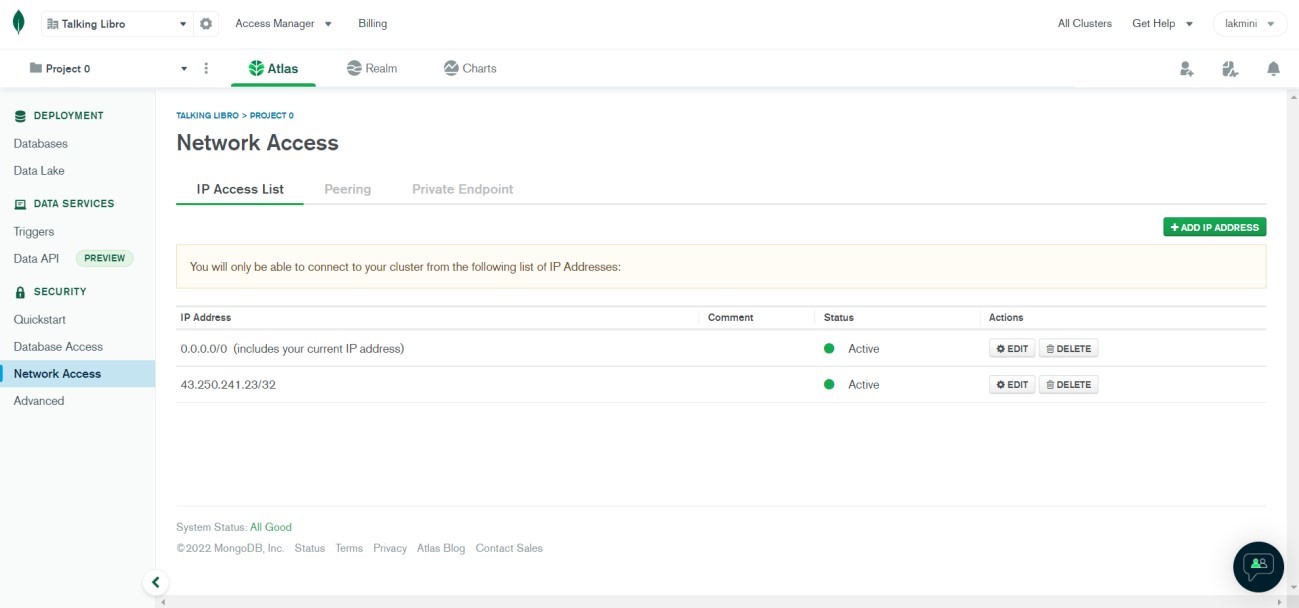 Talking Libro
Access Manager
Billing
All Clusters
Get Help
lakmini
Project 0
Atlas
Realm
Charts
DEPLOYMENT
Databases
Data Lake
DATA SERVICES
Triggers
Data API PREVIEW
SECURITY
Quickstart
Database Access
Network Access
Advanced
TALKING LIBRO > PROJECT 0
Network Access
IP Access List
Peering
Private Endpoint
+ ADD IP ADDRESS
You will only be able to connect to your cluster from the following list of IP Addresses:
IP Address Comment Status Actions
0.0.0.0/0 (includes your current IP address) Active EDIT DELETE
43.250.241.23/32 Active EDIT DELETE
System Status: All Good
©2022 MongoDB, Inc. Status Terms Privacy Atlas Blog Contact Sales